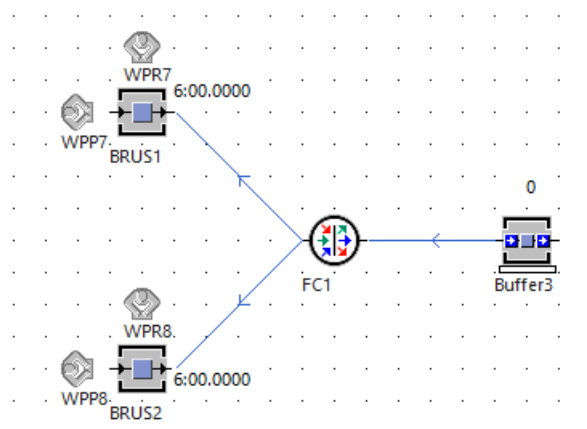 WPR7
6:00.0000
WPP7
BRUS1
0
FC1
Buffer3
WPR8
6:00.0000
WPP8
BRUS2